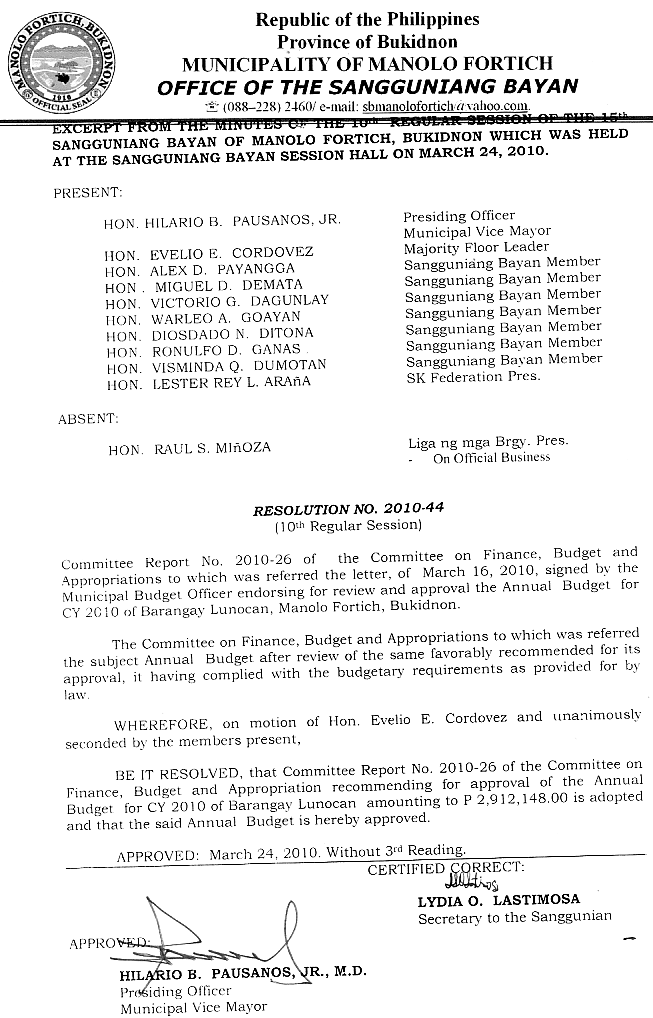 MANOLO FORTICH, BUKIDNON
1916
OFFICIAL SEAL
Republic of the Philippines
Province of Bukidnon
MUNICIPALITY OF MANOLO FORTICH
OFFICE OF THE SANGGUNIANG BAYAN
☏ (088–228) 2460/ e-mail: sbmanolofortich@yahoo.com.
EXCERPT FROM THE MINUTES OF THE 10th REGULAR SESSION OF THE 15th
SANGGUNIANG BAYAN OF MANOLO FORTICH, BUKIDNON WHICH WAS HELD
AT THE SANGGUNIANG BAYAN SESSION HALL ON MARCH 24, 2010.
PRESENT:
HON. HILARIO B. PAUSANOS, JR. Presiding Officer
Municipal Vice Mayor
HON. EVELIO E. CORDOVEZ Majority Floor Leader
HON. ALEX D. PAYANGGA Sangguniang Bayan Member
HON . MIGUEL D. DEMATA Sangguniang Bayan Member
HON. VICTORIO G. DAGUNLAY Sangguniang Bayan Member
HON. WARLEO A. GOAYAN Sangguniang Bayan Member
HON. DIOSDADO N. DITONA Sangguniang Bayan Member
HON. RONULFO D. GANAS Sangguniang Bayan Member
HON. VISMINDA Q. DUMOTAN Sangguniang Bayan Member
HON. LESTER REY L. ARAñA SK Federation Pres.
ABSENT:
HON. RAUL S. MIñOZA Liga ng mga Brgy. Pres.
- On Official Business
RESOLUTION NO. 2010-44
(10th Regular Session)
Committee Report No. 2010-26 of the Committee on Finance, Budget and
Appropriations to which was referred the letter, of March 16, 2010, signed by the
Municipal Budget Officer endorsing for review and approval the Annual Budget for
CY 2010 of Barangay Lunocan, Manolo Fortich, Bukidnon.
The Committee on Finance, Budget and Appropriations to which was referred
the subject Annual Budget after review of the same favorably recommended for its
approval, it having complied with the budgetary requirements as provided for by
law.
WHEREFORE, on motion of Hon. Evelio E. Cordovez and unanimously
seconded by the members present,
BE IT RESOLVED, that Committee Report No. 2010-26 of the Committee on
Finance, Budget and Appropriation recommending for approval of the Annual
Budget for CY 2010 of Barangay Lunocan amounting to P 2,912,148.00 is adopted
and that the said Annual Budget is hereby approved.
APPROVED: March 24, 2010. Without 3rd Reading.
CERTIFIED CORRECT:
LYDIA O. LASTIMOSA
Secretary to the Sanggunian
APPROVED:
HILARIO B. PAUSANOS, JR., M.D.
Presiding Officer
Municipal Vice Mayor